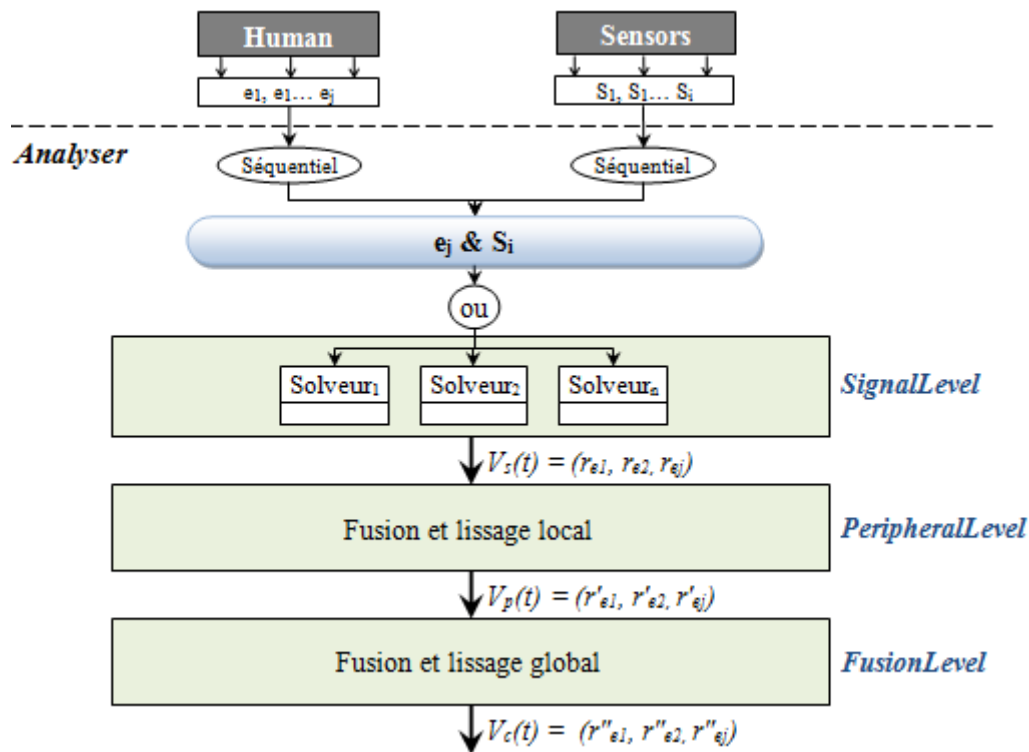 Human
Sensors
e1, e1... ej
S1, S1... Si
Analyser
Séquentiel
Séquentiel
ej & Si
ou
Solveur1
Solveur2
Solveurn
SignalLevel
Vs(t) = (re1, re2, rej)
Fusion et lissage local
PeripheralLevel
Vp(t) = (r'e1, r'e2, r'ej)
Fusion et lissage global
FusionLevel
Vc(t) = (r"e1, r"e2, r"ej)